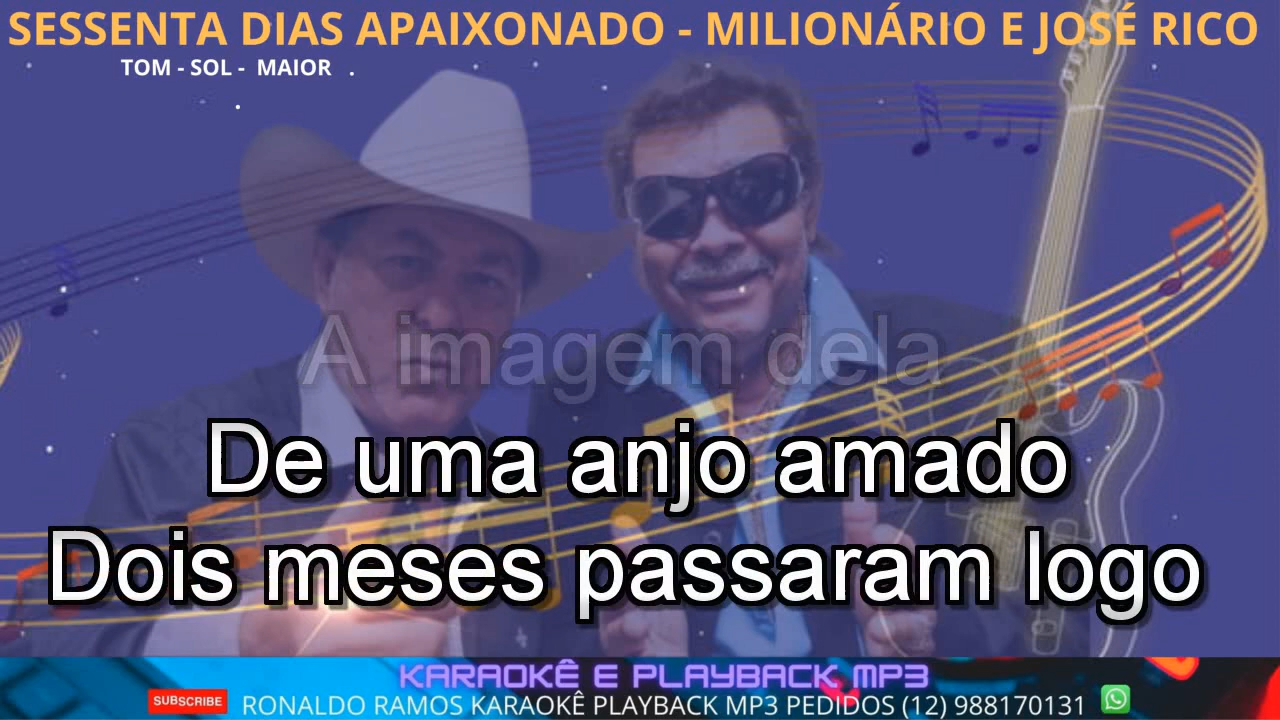 SESSENTA DIAS APAIXONADO - MILIONÁRIO E JOSÉ RICO
TOM - SOL - MAIOR .
A imagem dela
De uma anjo amado
Dois meses passaram logo
KARAOKÊ E PLAYBACK MP3
SUBSCRIBE RONALDO RAMOS KARAOKÊ PLAYBACK MP3 PEDIDOS (12) 988170131